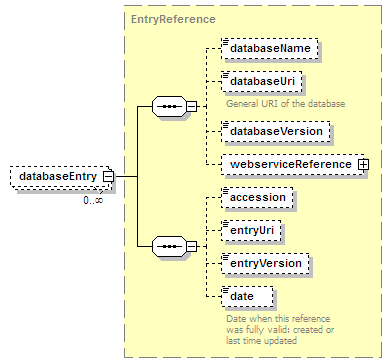 EntryReference
databaseName
databaseUri
General URI of the database
databaseVersion
webserviceReference
databaseEntry
0..∞
accession
entryUri
entryVersion
date
Date when this reference
was fully valid: created or
last time updated